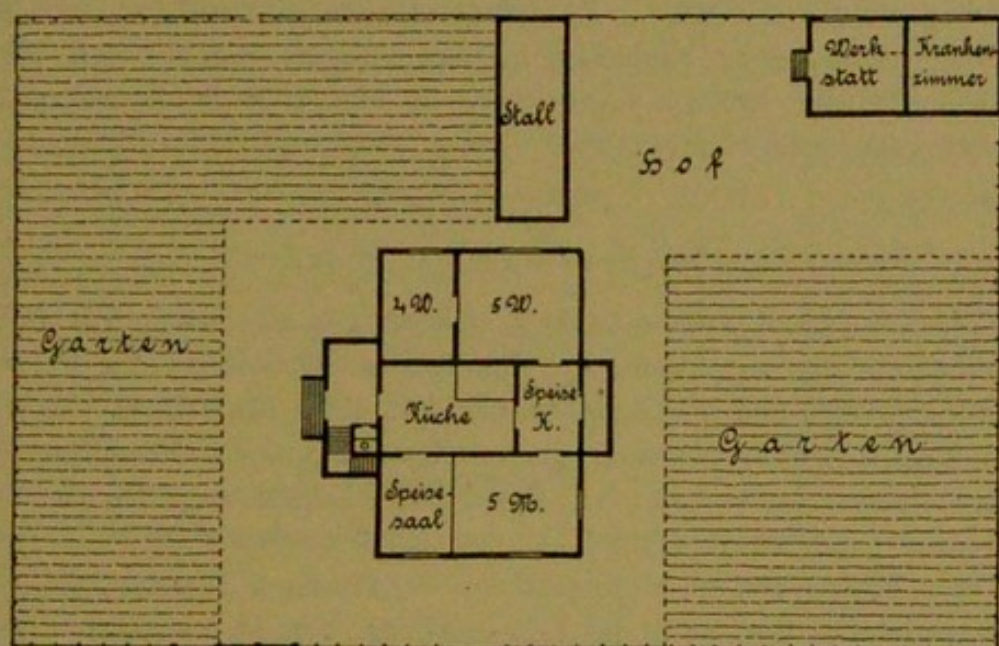 Werk-
statt
Kranken-
zimmer
Stall
Hof
4 W.
5 W.
Garten
Küche
Speise
K.
Garten
Speise-
saal
5 M.